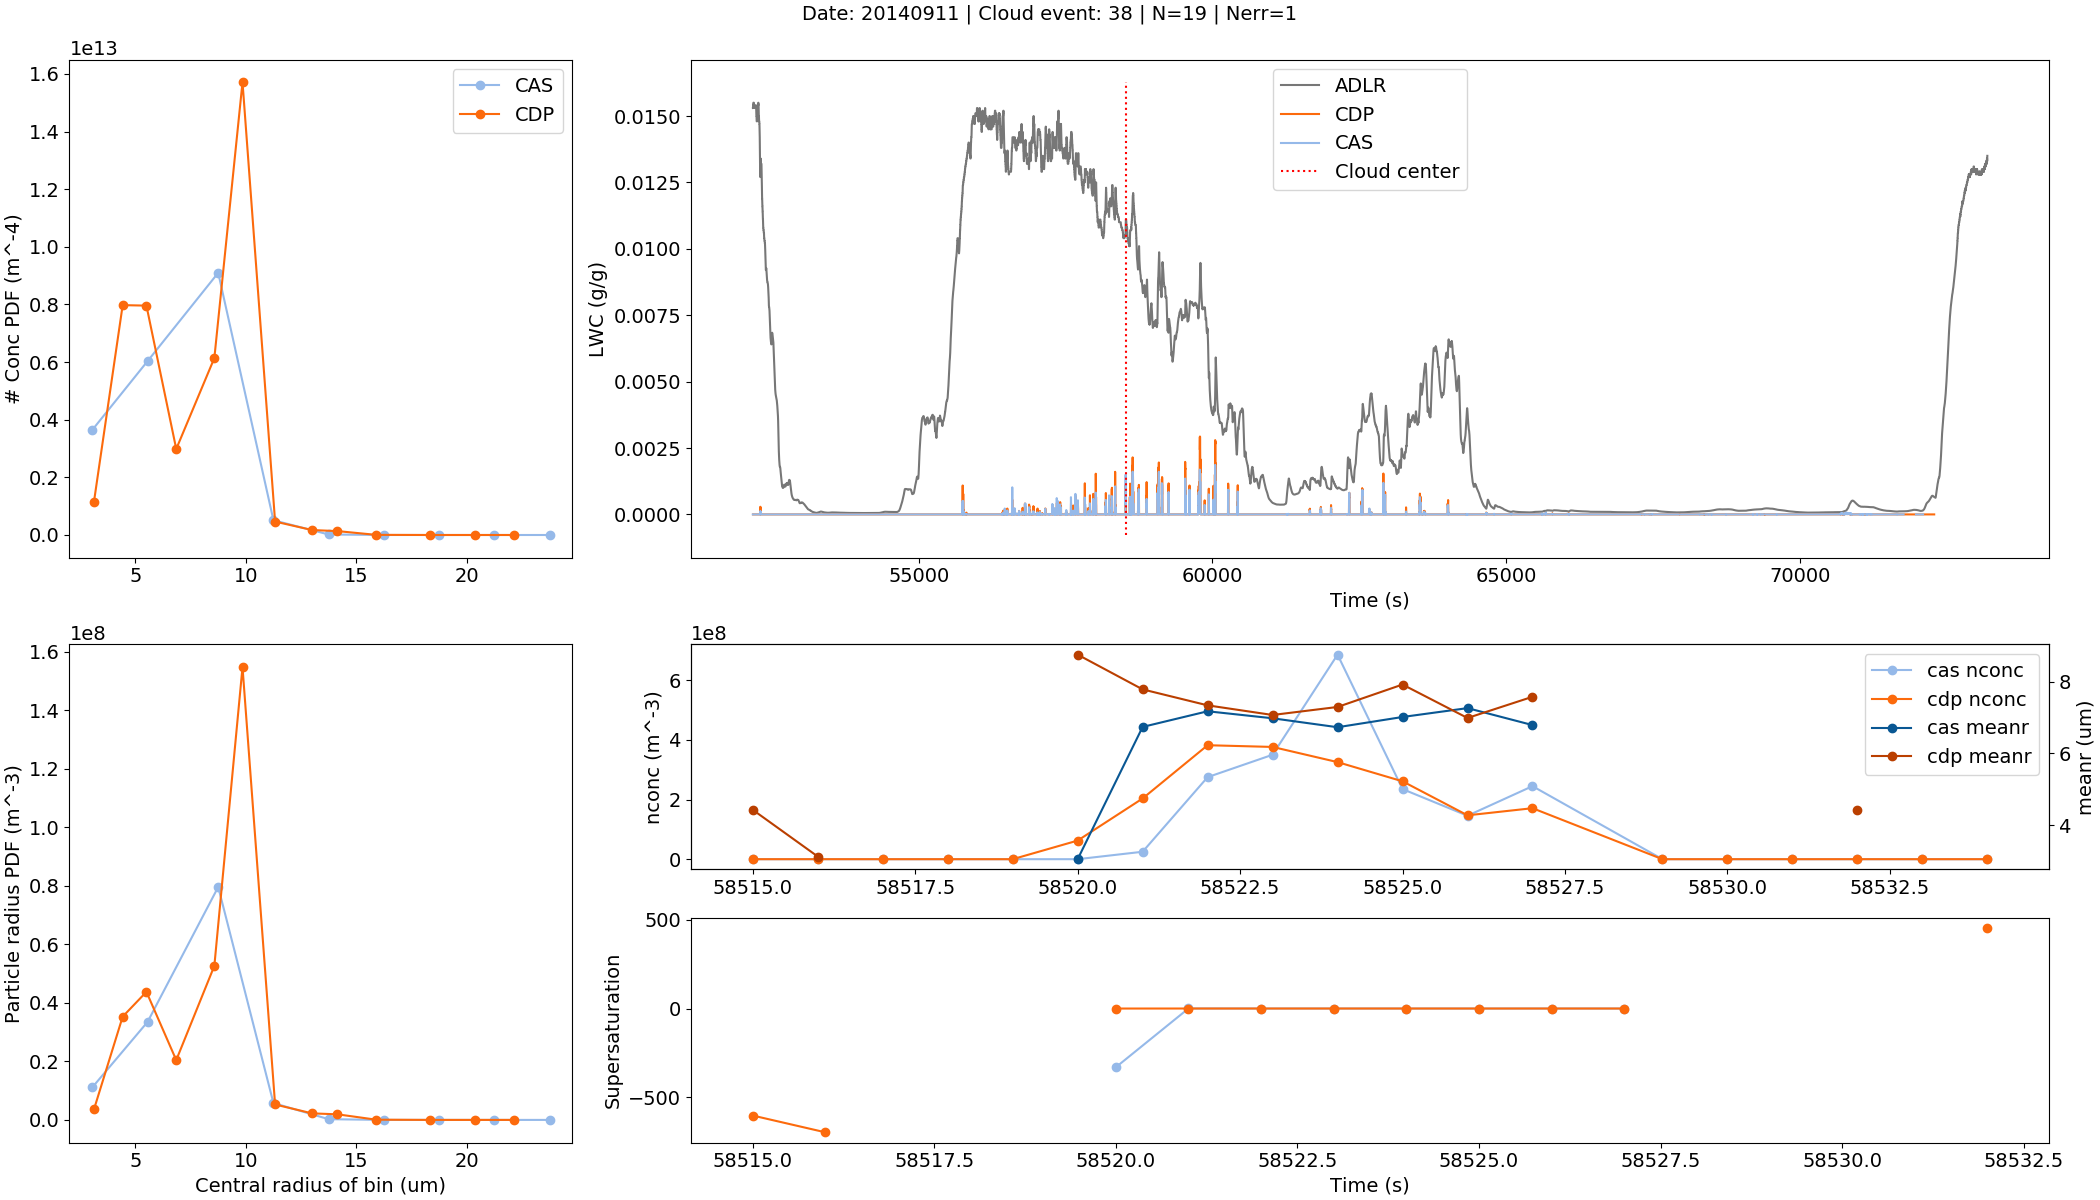 Date: 20140911 | Cloud event: 38 | N=19 | Nerr=1
1e13
# Conc PDF (m^-4)
1.6
1.4
1.2
1.0
0.8
0.6
0.4
0.2
0.0
5 10 15 20
CAS
CDP
LWC (g/g)
0.0150
0.0125
0.0100
0.0075
0.0050
0.0025
0.0000
55000 60000 65000 70000
Time (s)
ADLR
CDP
CAS
Cloud center
1e8
Particle radius PDF (m^-3)
1.6
1.4
1.2
1.0
0.8
0.6
0.4
0.2
0.0
5 10 15 20
Central radius of bin (um)
1e8
nconc (m^-3)
6
4
2
0
58515.0 58517.5 58520.0 58522.5 58525.0 58527.5 58530.0 58532.5
8
6
4
meanr (um)
cas nconc
cdp nconc
cas meanr
cdp meanr
Supersaturation
500
0
−500
58515.0 58517.5 58520.0 58522.5 58525.0 58527.5 58530.0 58532.5
Time (s)